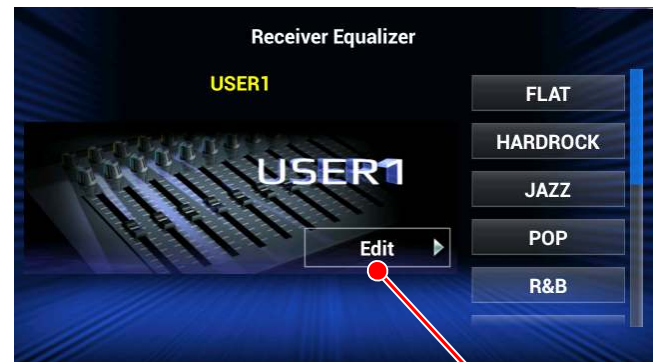 Receiver Equalizer
USER1
USER1
Edit
FLAT
HARDROCK
JAZZ
POP
R&B